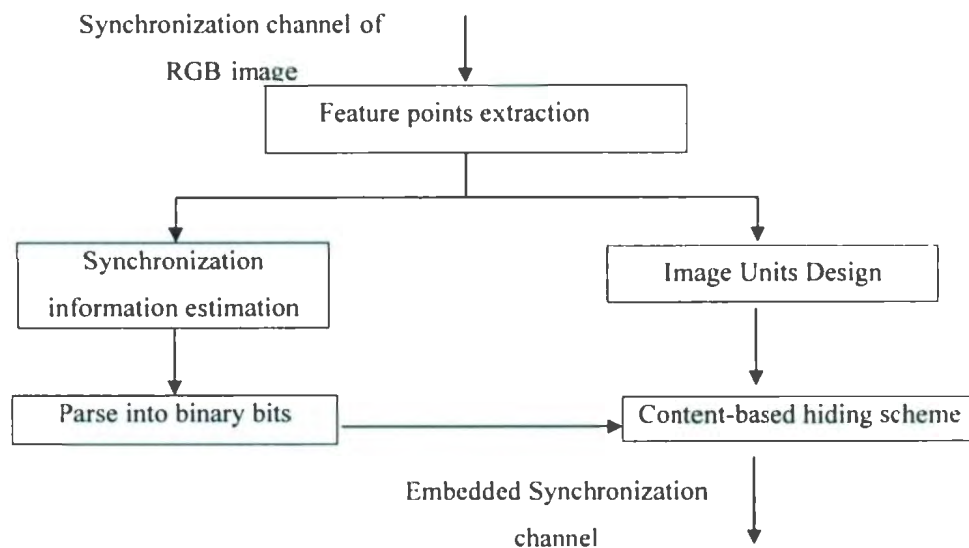 Synchronization channel of
RGB image
Feature points extraction
Synchronization
information estimation
Image Units Design
Parse into binary bits
Content-based hiding scheme
Embedded Synchronization
channel